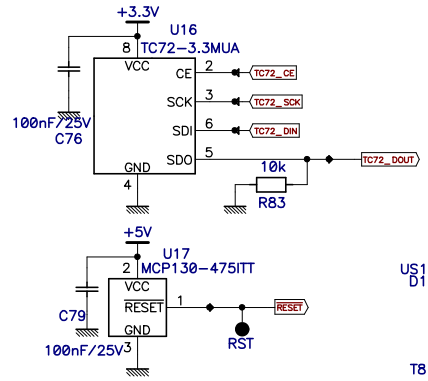 +3.3V
U16
8 TC72-3.3MUA
VCC
CE 2 TC72_CE
SCK 3 TC72_SCK
100nF/25V
C76
SDI 6 TC72_DIN
SDO 5 TC72_DOUT
GND
4
10k
R83
+5V
U17
2 MCP130-475ITT
VCC
US1
D1
C79
RESET 1 RESET
GND
RST
100nF/25V 3
T8